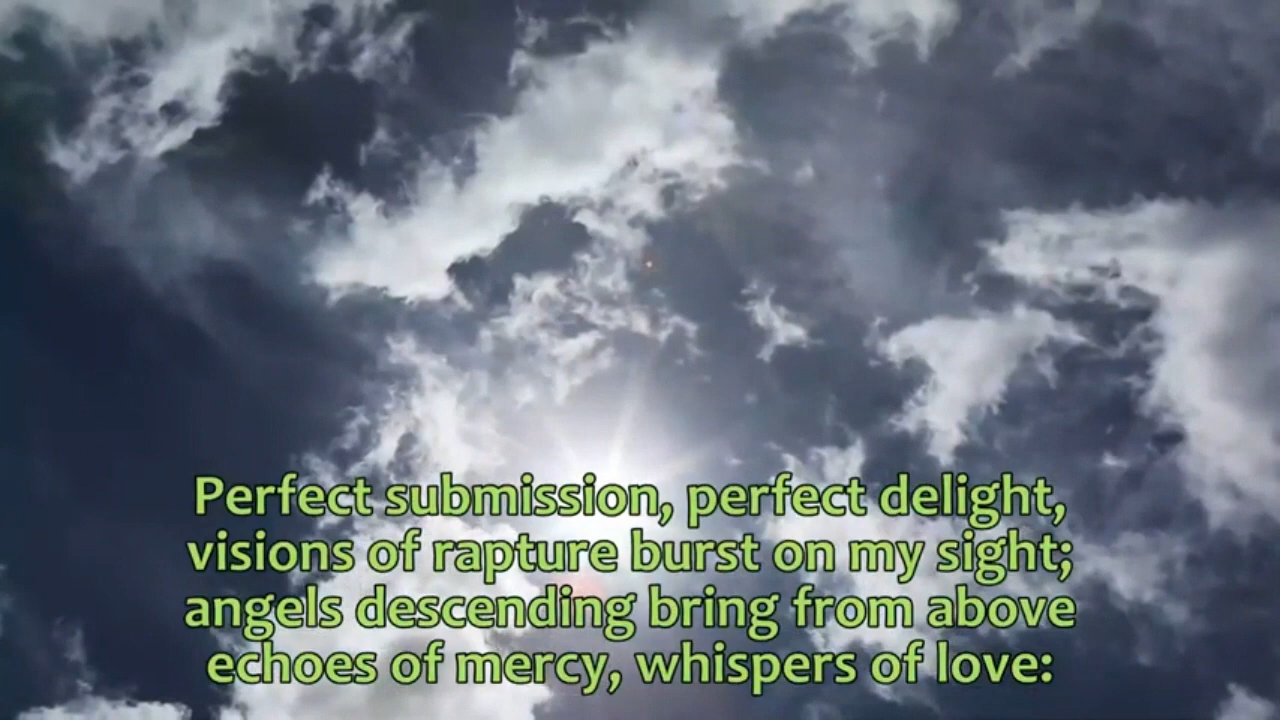 Perfect submission, perfect delight,
visions of rapture burst on my sight;
angels descending bring from above
echoes of mercy, whispers of love: